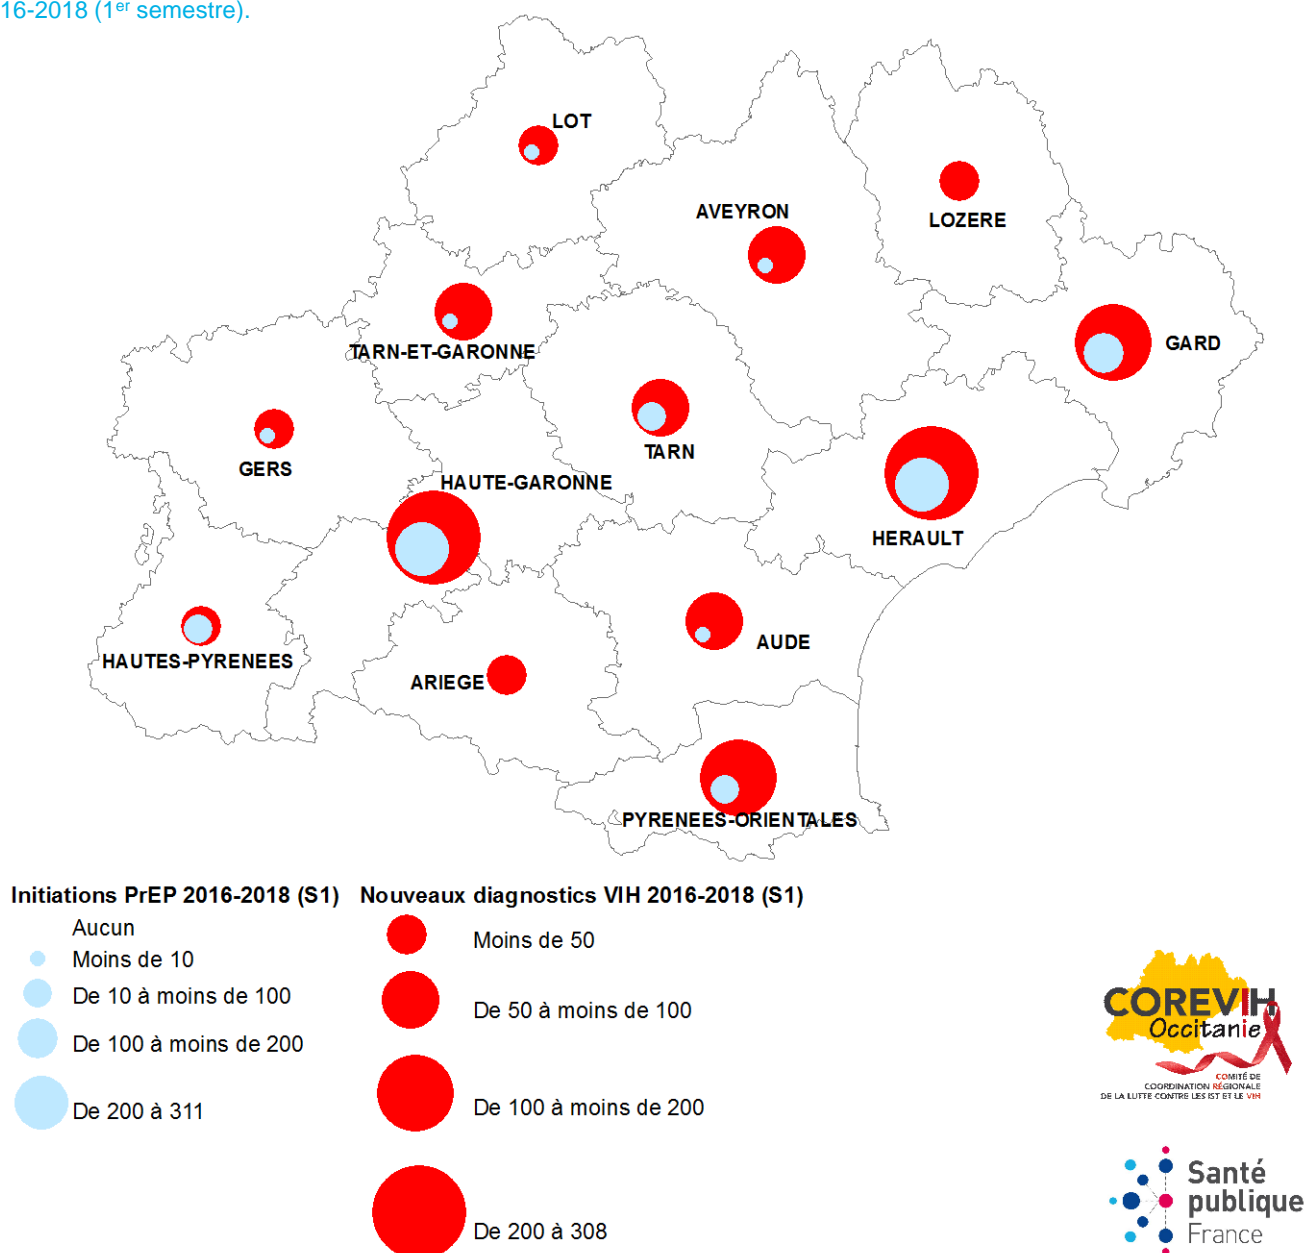 16-2018 (1er semestre).
LOT
AVEYRON
LOZERE
TARN-ET-GARONNE
GARD
GERS
TARN
HAUTE-GARONNE
HERAULT
HAUTES-PYRENEES
AUDE
ARIEGE
PYRENEES-ORIENTALES
Initiations PrEP 2016-2018 (S1)
Aucun
Moins de 10
De 10 à moins de 100
De 100 à moins de 200
De 200 à 311
Nouveaux diagnostics VIH 2016-2018 (S1)
Moins de 50
De 50 à moins de 100
De 100 à moins de 200
De 200 à 308
COREVIH
Occitanie
COMITÉ DE
COORDINATION RÉGIONALE
DE LA LUTTE CONTRE LES IST ET LE VIH
Santé
publique
France